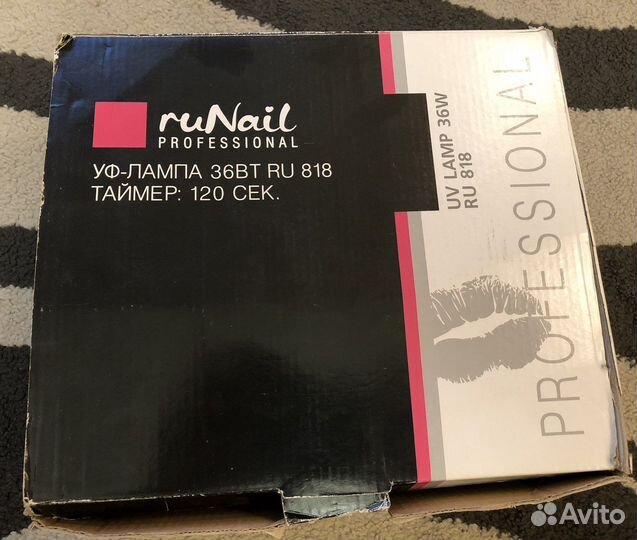 ruNail
PROFESSIONAL
УФ-ЛАМПА 36ВТ RU 818
ТАЙМЕР: 120 СЕК.
UV LAMP 36W
RU 818
PROFESSIONAL
Avito